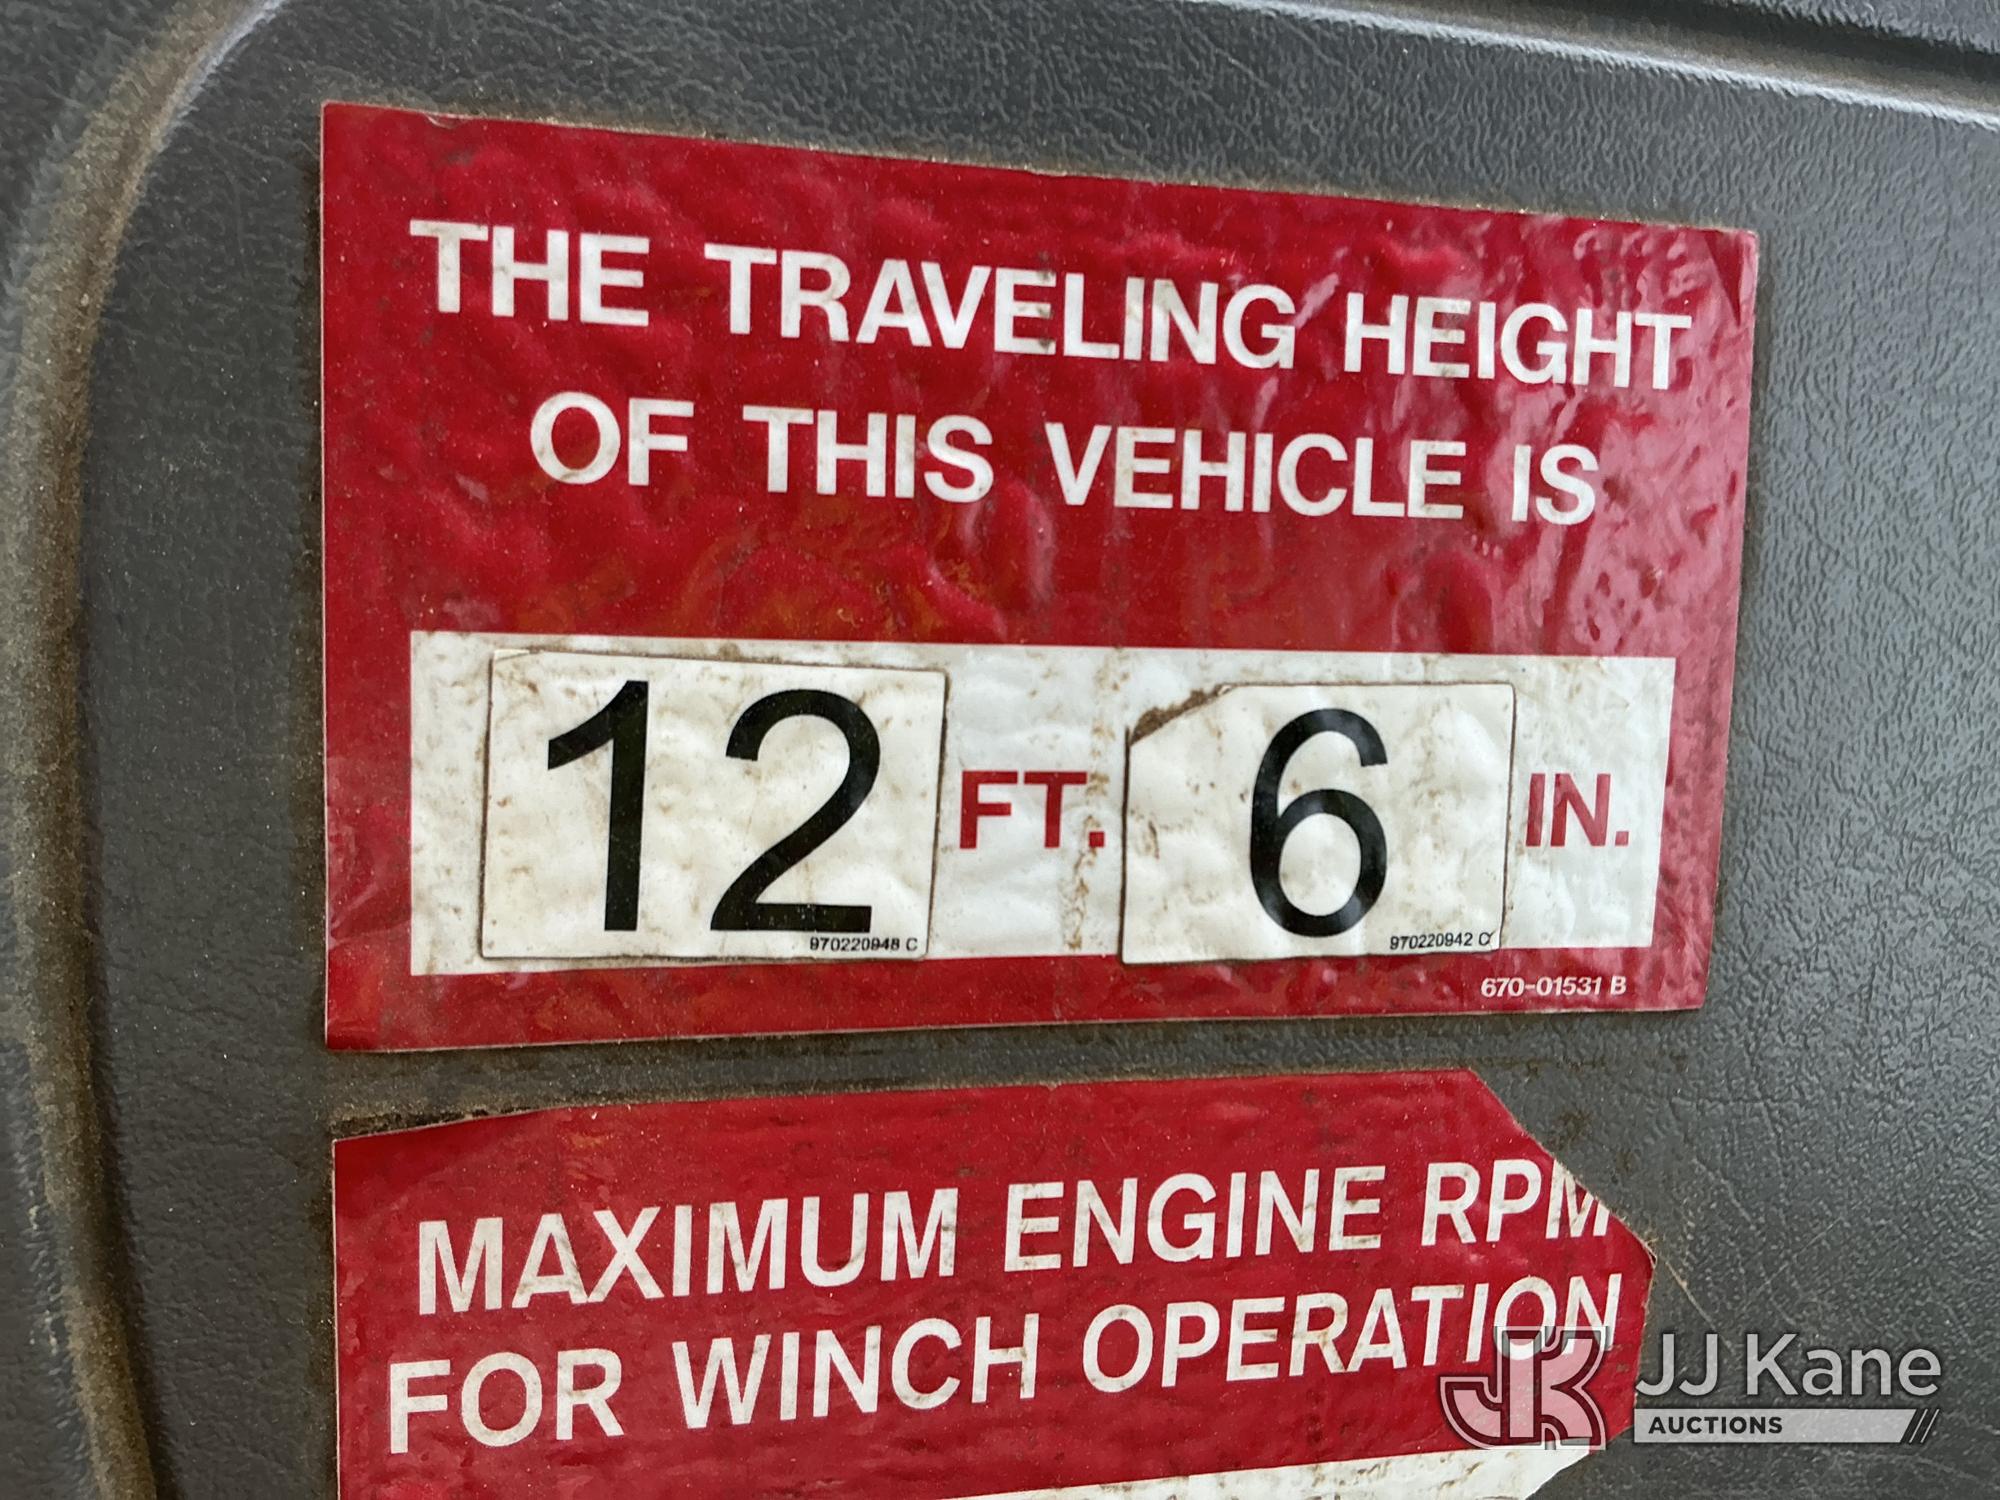 THE TRAVELING HEIGHT
OF THIS VEHICLE IS
12 FT. 6 IN.
970220948 C 970220942 C
670-01531 B
MAXIMUM ENGINE RPM
FOR WINCH OPERATION
JK JJ Kane
AUCTIONS